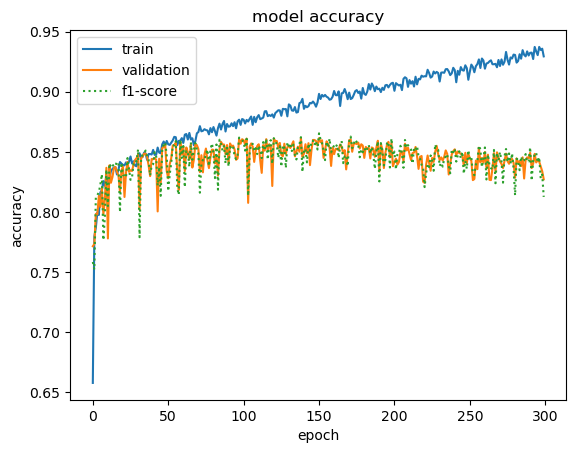 model accuracy
train
validation
f1-score
0.95
0.90
0.85
0.80
0.75
0.70
0.65
accuracy
0 50 100 150 200 250 300
epoch